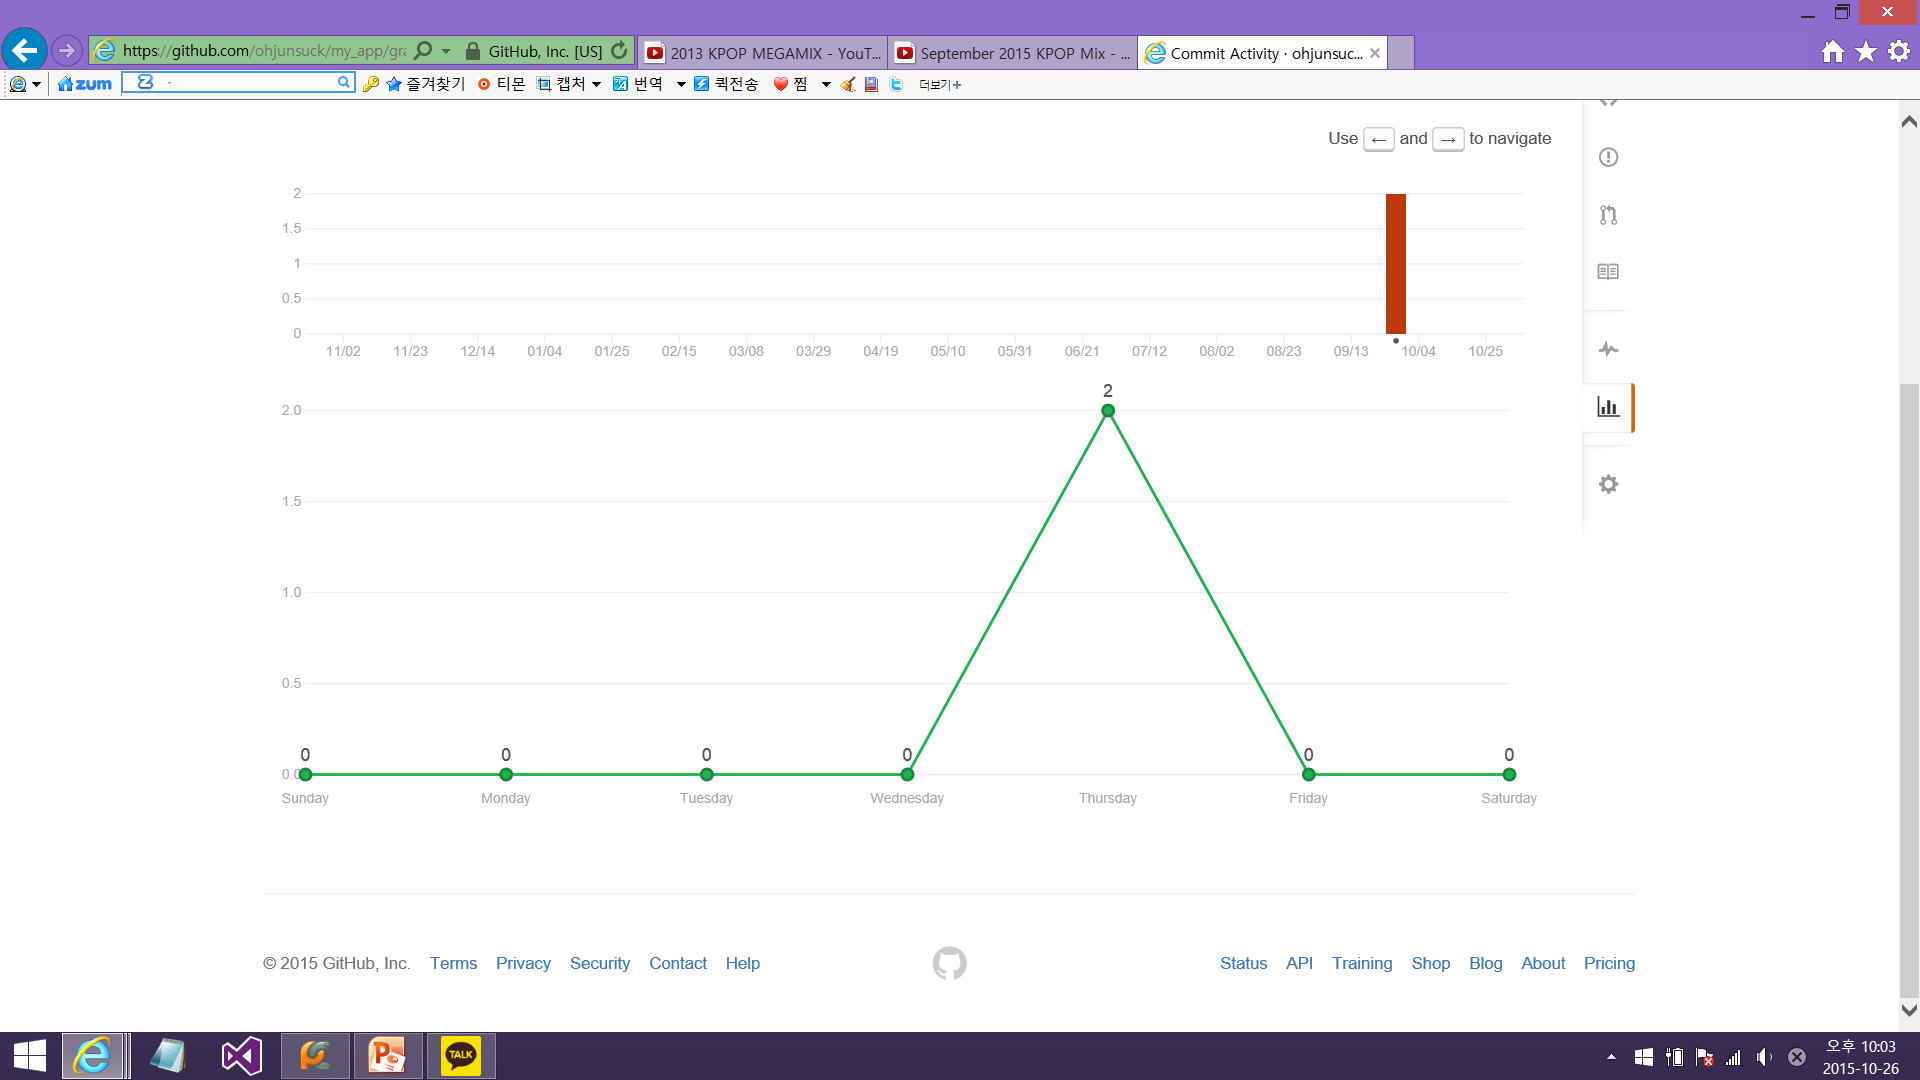 https://github.com/ohjunsuck/my_app/gra GitHub, Inc. [US] 2013 KPOP MEGAMIX - YouT... September 2015 KPOP Mix - ... Commit Activity · ohjunsuc...
zum 즐겨찾기 티몬 캡처 번역 퀵전송 찜 더보기+
Use ← and → to navigate
2
1.5
1
0.5
0
11/02 11/23 12/14 01/04 01/25 02/15 03/08 03/29 04/19 05/10 05/31 06/21 07/12 08/02 08/23 09/13 10/04 10/25
2
2.0
1.5
1.0
0.5
0 0 0 0 0 0
0.0
Sunday Monday Tuesday Wednesday Thursday Friday Saturday
© 2015 GitHub, Inc. Terms Privacy Security Contact Help Status API Training Shop Blog About Pricing
TALK
오후 10:03
2015-10-26